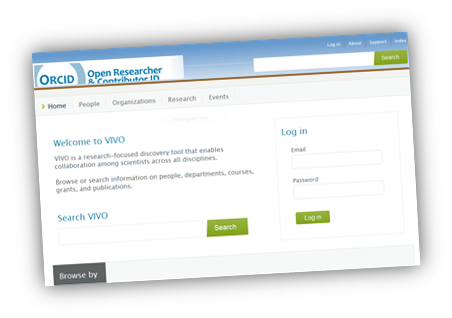 Log in About Support Index
ORCID Open Researcher
& Contributor ID
Search
Home People Organizations Research Events
Welcome to VIVO
VIVO is a research-focused discovery tool that enables
collaboration among scientists across all disciplines.
Browse or search information on people, departments, courses,
grants, and publications.
Search VIVO
Search
Log in
Email
Password
Log in
Browse by